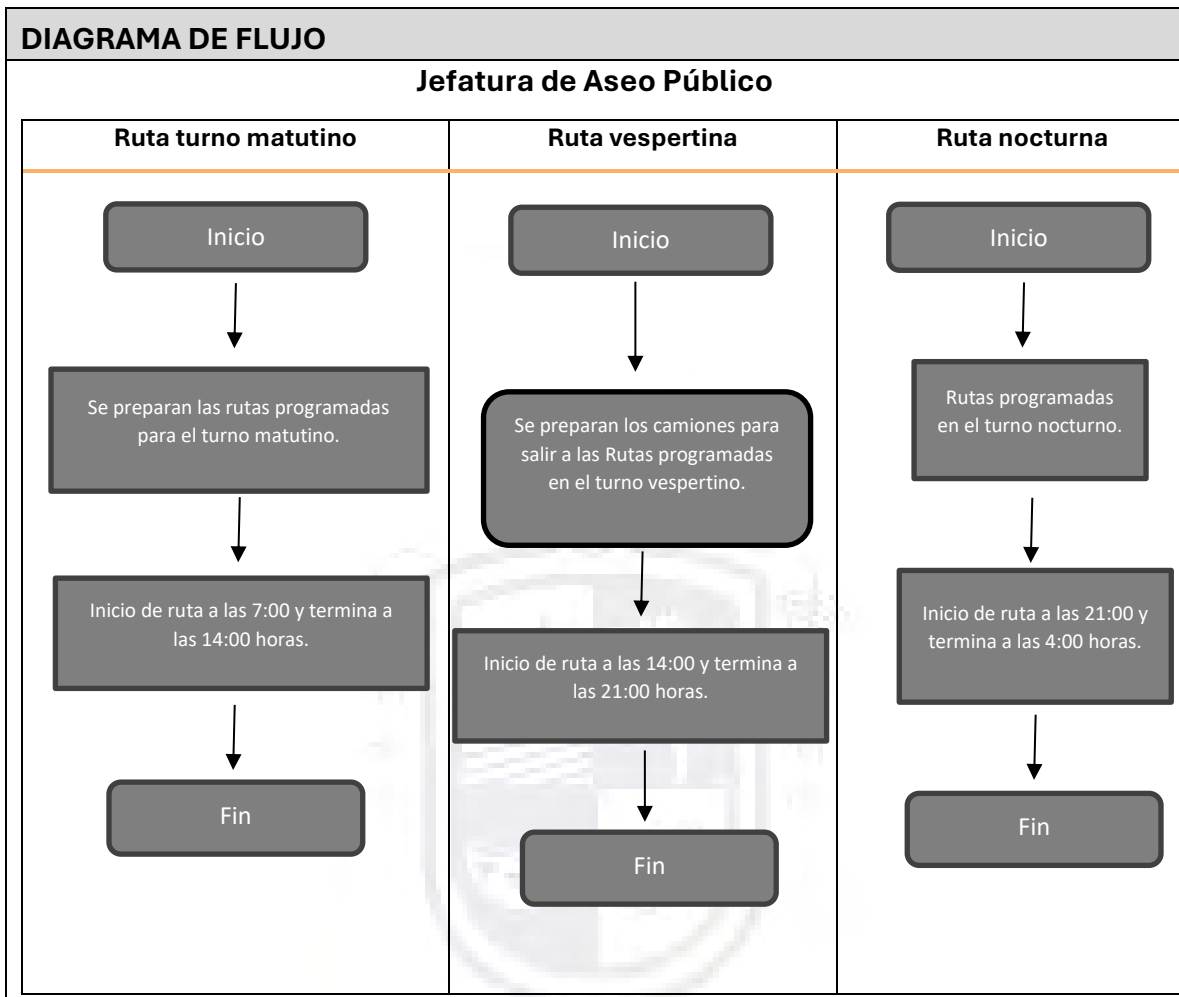 DIAGRAMA DE FLUJO
Jefatura de Aseo Público
Ruta turno matutino
Inicio
Se preparan las rutas programadas
para el turno matutino.
Inicio de ruta a las 7:00 y termina a
las 14:00 horas.
Fin
Ruta vespertina
Inicio
Se preparan los camiones para
salir a las Rutas programadas
en el turno vespertino.
Inicio de ruta a las 14:00 y termina a
las 21:00 horas.
Fin
Ruta nocturna
Inicio
Rutas programadas
en el turno nocturno.
Inicio de ruta a las 21:00 y
termina a las 4:00 horas.
Fin